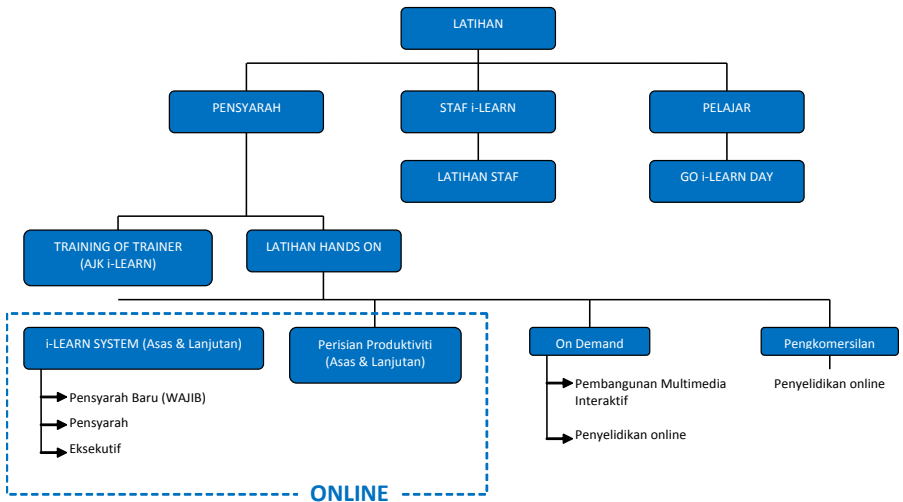 LATIHAN
PENSYARAH
STAF i-LEARN
PELAJAR
LATIHAN STAF
GO i-LEARN DAY
TRAINING OF TRAINER
(AJK i-LEARN)
LATIHAN HANDS ON
i-LEARN SYSTEM (Asas & Lanjutan)
Perisian Produktiviti
(Asas & Lanjutan)
On Demand
Pengkomersilan
Pensyarah Baru (WAJIB)
Pensyarah
Eksekutif
Pembangunan Multimedia
Interaktif
Penyelidikan online
Penyelidikan online
ONLINE